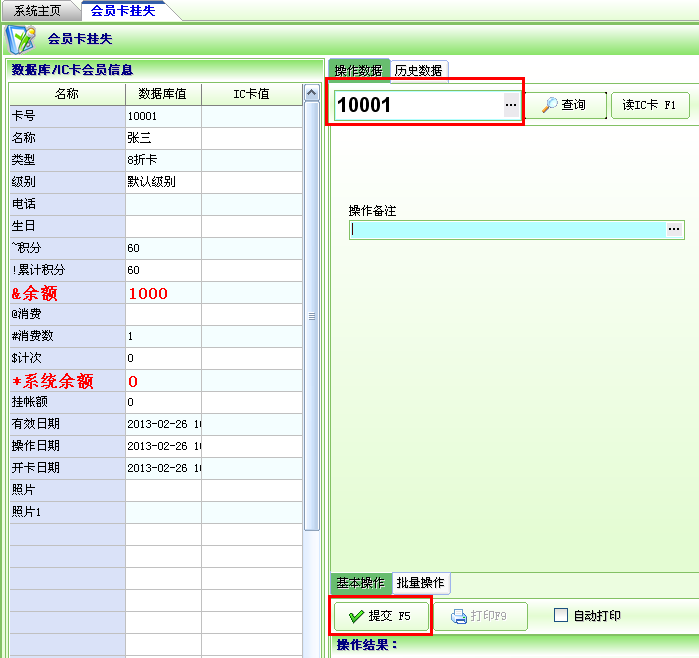 系统主页 会员卡挂失
会员卡挂失
数据库/IC卡会员信息
名称 数据库值 IC卡值
卡号 10001
名称 张三
类型 8折卡
级别 默认级别
电话
生日
~积分 60
!累计积分 60
&余额 1000
@消费
#消费数 1
$计次 0
*系统余额 0
挂帐额 0
有效日期 2013-02-26 10
操作日期 2013-02-26 10
开卡日期 2013-02-26 10
照片
照片1
操作数据 历史数据
10001 ... 查询 读IC卡 F1
操作备注
...
基本操作 批量操作
提交 F5 打印F9 自动打印
操作结果：